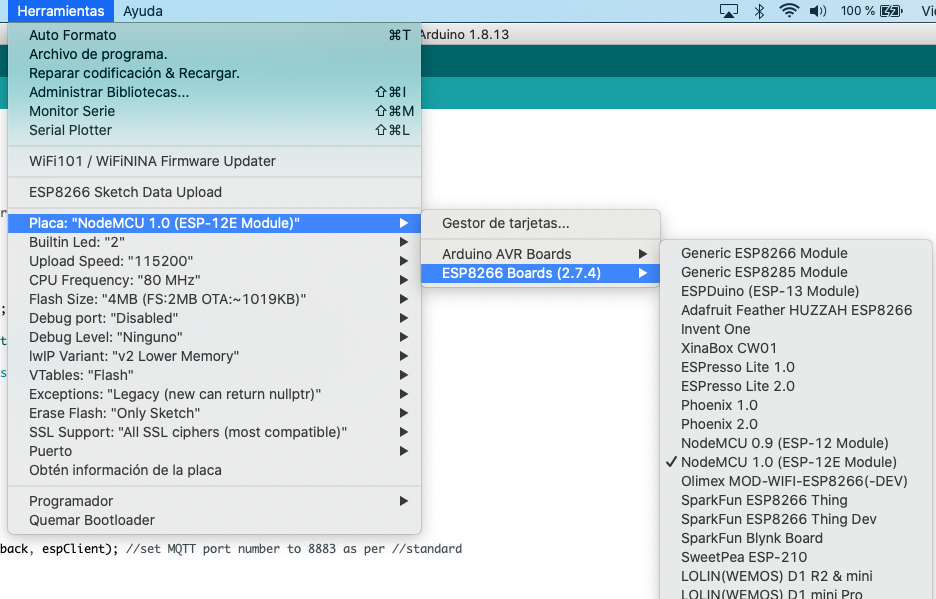 Herramientas Ayuda 100 %
Arduino 1.8.13
Auto Formato ⌘T
Archivo de programa.
Reparar codificación & Recargar.
Administrar Bibliotecas... ⇧⌘I
Monitor Serie ⇧⌘M
Serial Plotter ⇧⌘L
WiFi101 / WiFiNINA Firmware Updater
ESP8266 Sketch Data Upload
Placa: "NodeMCU 1.0 (ESP-12E Module)"
Builtin Led: "2"
Upload Speed: "115200"
CPU Frequency: "80 MHz"
Flash Size: "4MB (FS:2MB OTA:~1019KB)"
Debug port: "Disabled"
Debug Level: "Ninguno"
lwIP Variant: "v2 Lower Memory"
VTables: "Flash"
Exceptions: "Legacy (new can return nullptr)"
Erase Flash: "Only Sketch"
SSL Support: "All SSL ciphers (most compatible)"
Puerto
Obtén información de la placa
Programador
Quemar Bootloader
Gestor de tarjetas...
Arduino AVR Boards
ESP8266 Boards (2.7.4)
Generic ESP8266 Module
Generic ESP8285 Module
ESPDuino (ESP-13 Module)
Adafruit Feather HUZZAH ESP8266
Invent One
XinaBox CW01
ESPresso Lite 1.0
ESPresso Lite 2.0
Phoenix 1.0
Phoenix 2.0
NodeMCU 0.9 (ESP-12 Module)
✓ NodeMCU 1.0 (ESP-12E Module)
Olimex MOD-WIFI-ESP8266(-DEV)
SparkFun ESP8266 Thing
SparkFun ESP8266 Thing Dev
SparkFun Blynk Board
SweetPea ESP-210
LOLIN(WEMOS) D1 R2 & mini
LOLIN(WEMOS) D1 mini Pro
back, espClient); //set MQTT port number to 8883 as per //standard